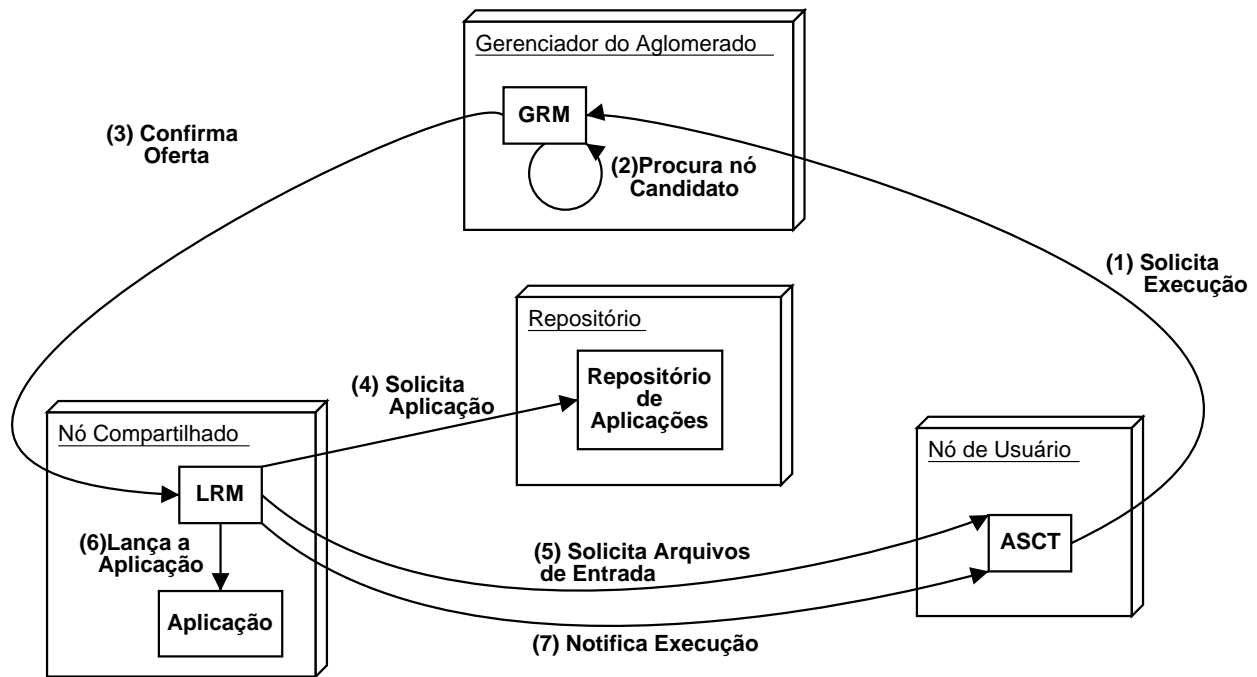 Gerenciador do Aglomerado
GRM
(2)Procura nó
Candidato
(3) Confirma
Oferta
(1) Solicita
Execução
Repositório
Repositório
de
Aplicações
(4) Solicita
Aplicação
Nó Compartilhado
LRM
(6)Lança a
Aplicação
Aplicação
(5) Solicita Arquivos
de Entrada
(7) Notifica Execução
Nó de Usuário
ASCT